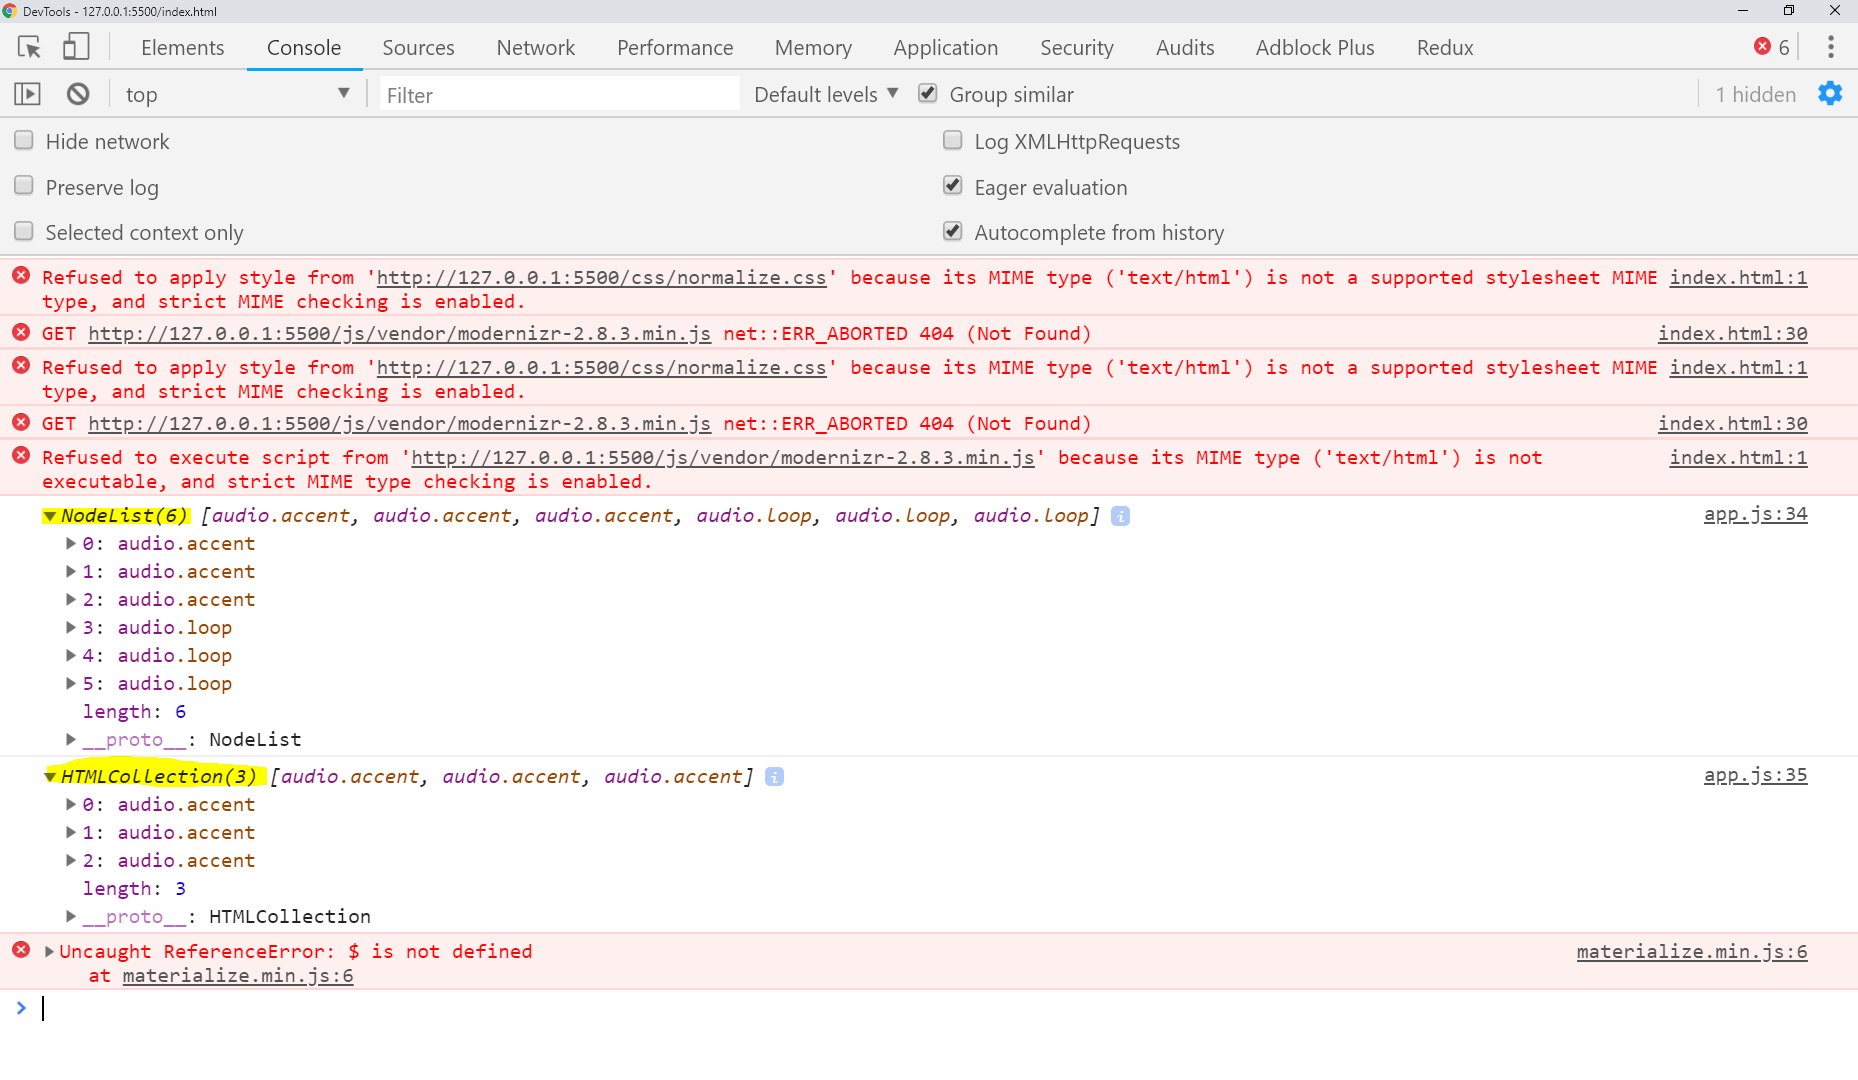 DevTools - 127.0.0.1:5500/index.html
Elements Console Sources Network Performance Memory Application Security Audits Adblock Plus Redux 6
top Filter Default levels Group similar 1 hidden
Hide network Log XMLHttpRequests
Preserve log Eager evaluation
Selected context only Autocomplete from history
Refused to apply style from 'http://127.0.0.1:5500/css/normalize.css' because its MIME type ('text/html') is not a supported stylesheet MIME index.html:1
type, and strict MIME checking is enabled.
GET http://127.0.0.1:5500/js/vendor/modernizr-2.8.3.min.js net::ERR_ABORTED 404 (Not Found) index.html:30
Refused to apply style from 'http://127.0.0.1:5500/css/normalize.css' because its MIME type ('text/html') is not a supported stylesheet MIME index.html:1
type, and strict MIME checking is enabled.
GET http://127.0.0.1:5500/js/vendor/modernizr-2.8.3.min.js net::ERR_ABORTED 404 (Not Found) index.html:30
Refused to execute script from 'http://127.0.0.1:5500/js/vendor/modernizr-2.8.3.min.js' because its MIME type ('text/html') is not index.html:1
executable, and strict MIME type checking is enabled.
NodeList(6) [audio.accent, audio.accent, audio.accent, audio.loop, audio.loop, audio.loop] i app.js:34
0: audio.accent
1: audio.accent
2: audio.accent
3: audio.loop
4: audio.loop
5: audio.loop
length: 6
__proto__: NodeList
HTMLCollection(3) [audio.accent, audio.accent, audio.accent] i app.js:35
0: audio.accent
1: audio.accent
2: audio.accent
length: 3
__proto__: HTMLCollection
Uncaught ReferenceError: $ is not defined materialize.min.js:6
at materialize.min.js:6